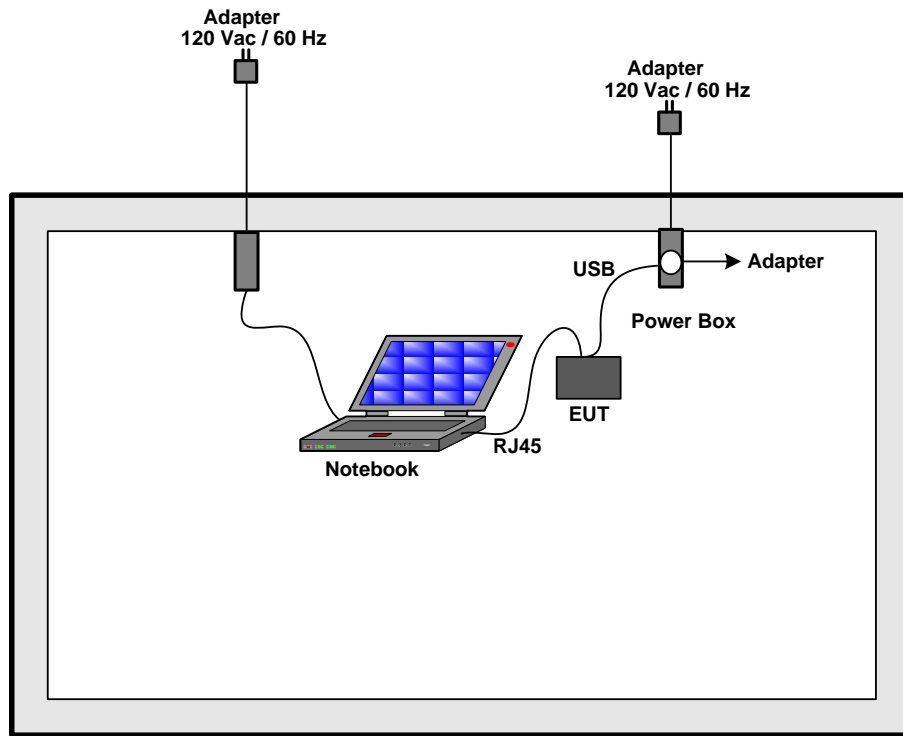 Adapter
120 Vac / 60 Hz
Adapter
120 Vac / 60 Hz
USB
Adapter
Power Box
EUT
RJ45
Notebook